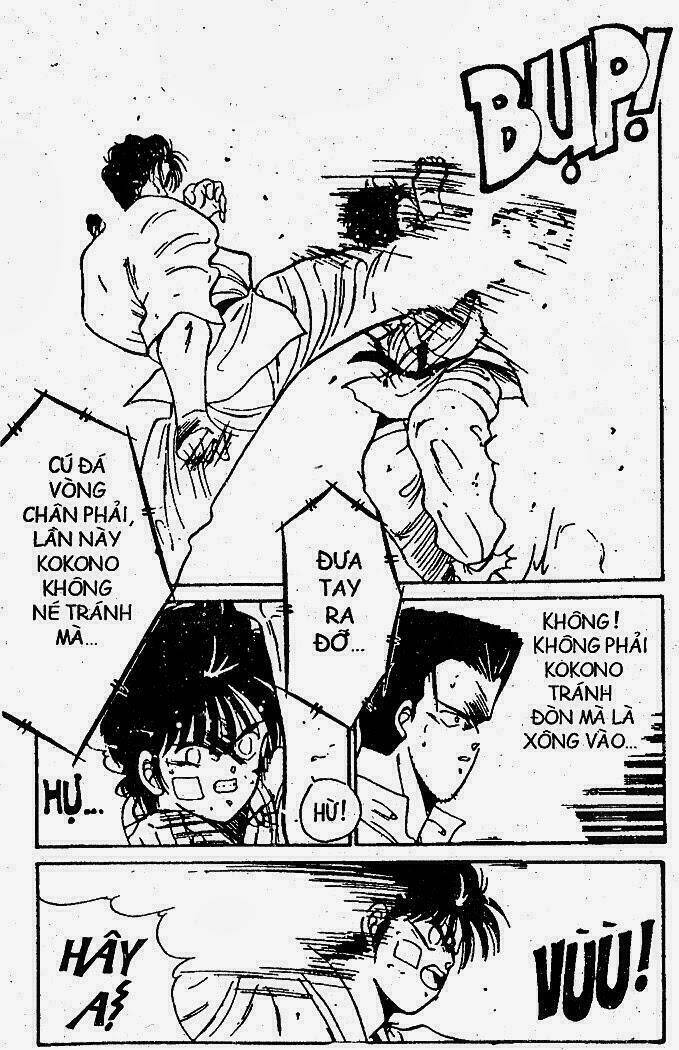 BỤP!
CÚ ĐÁ
VÒNG
CHÂN PHẢI,
LẦN NÀY
KOKONO
KHÔNG
NÉ TRÁNH
MÀ...
ĐƯA
TAY
RA
ĐỠ...
KHÔNG!
KHÔNG PHẢI
KOKONO
TRÁNH
ĐÒN MÀ LÀ
XÔNG VÀO...
HỰ...
HỪ!
HÂY
Ạ!
VÙÙ!